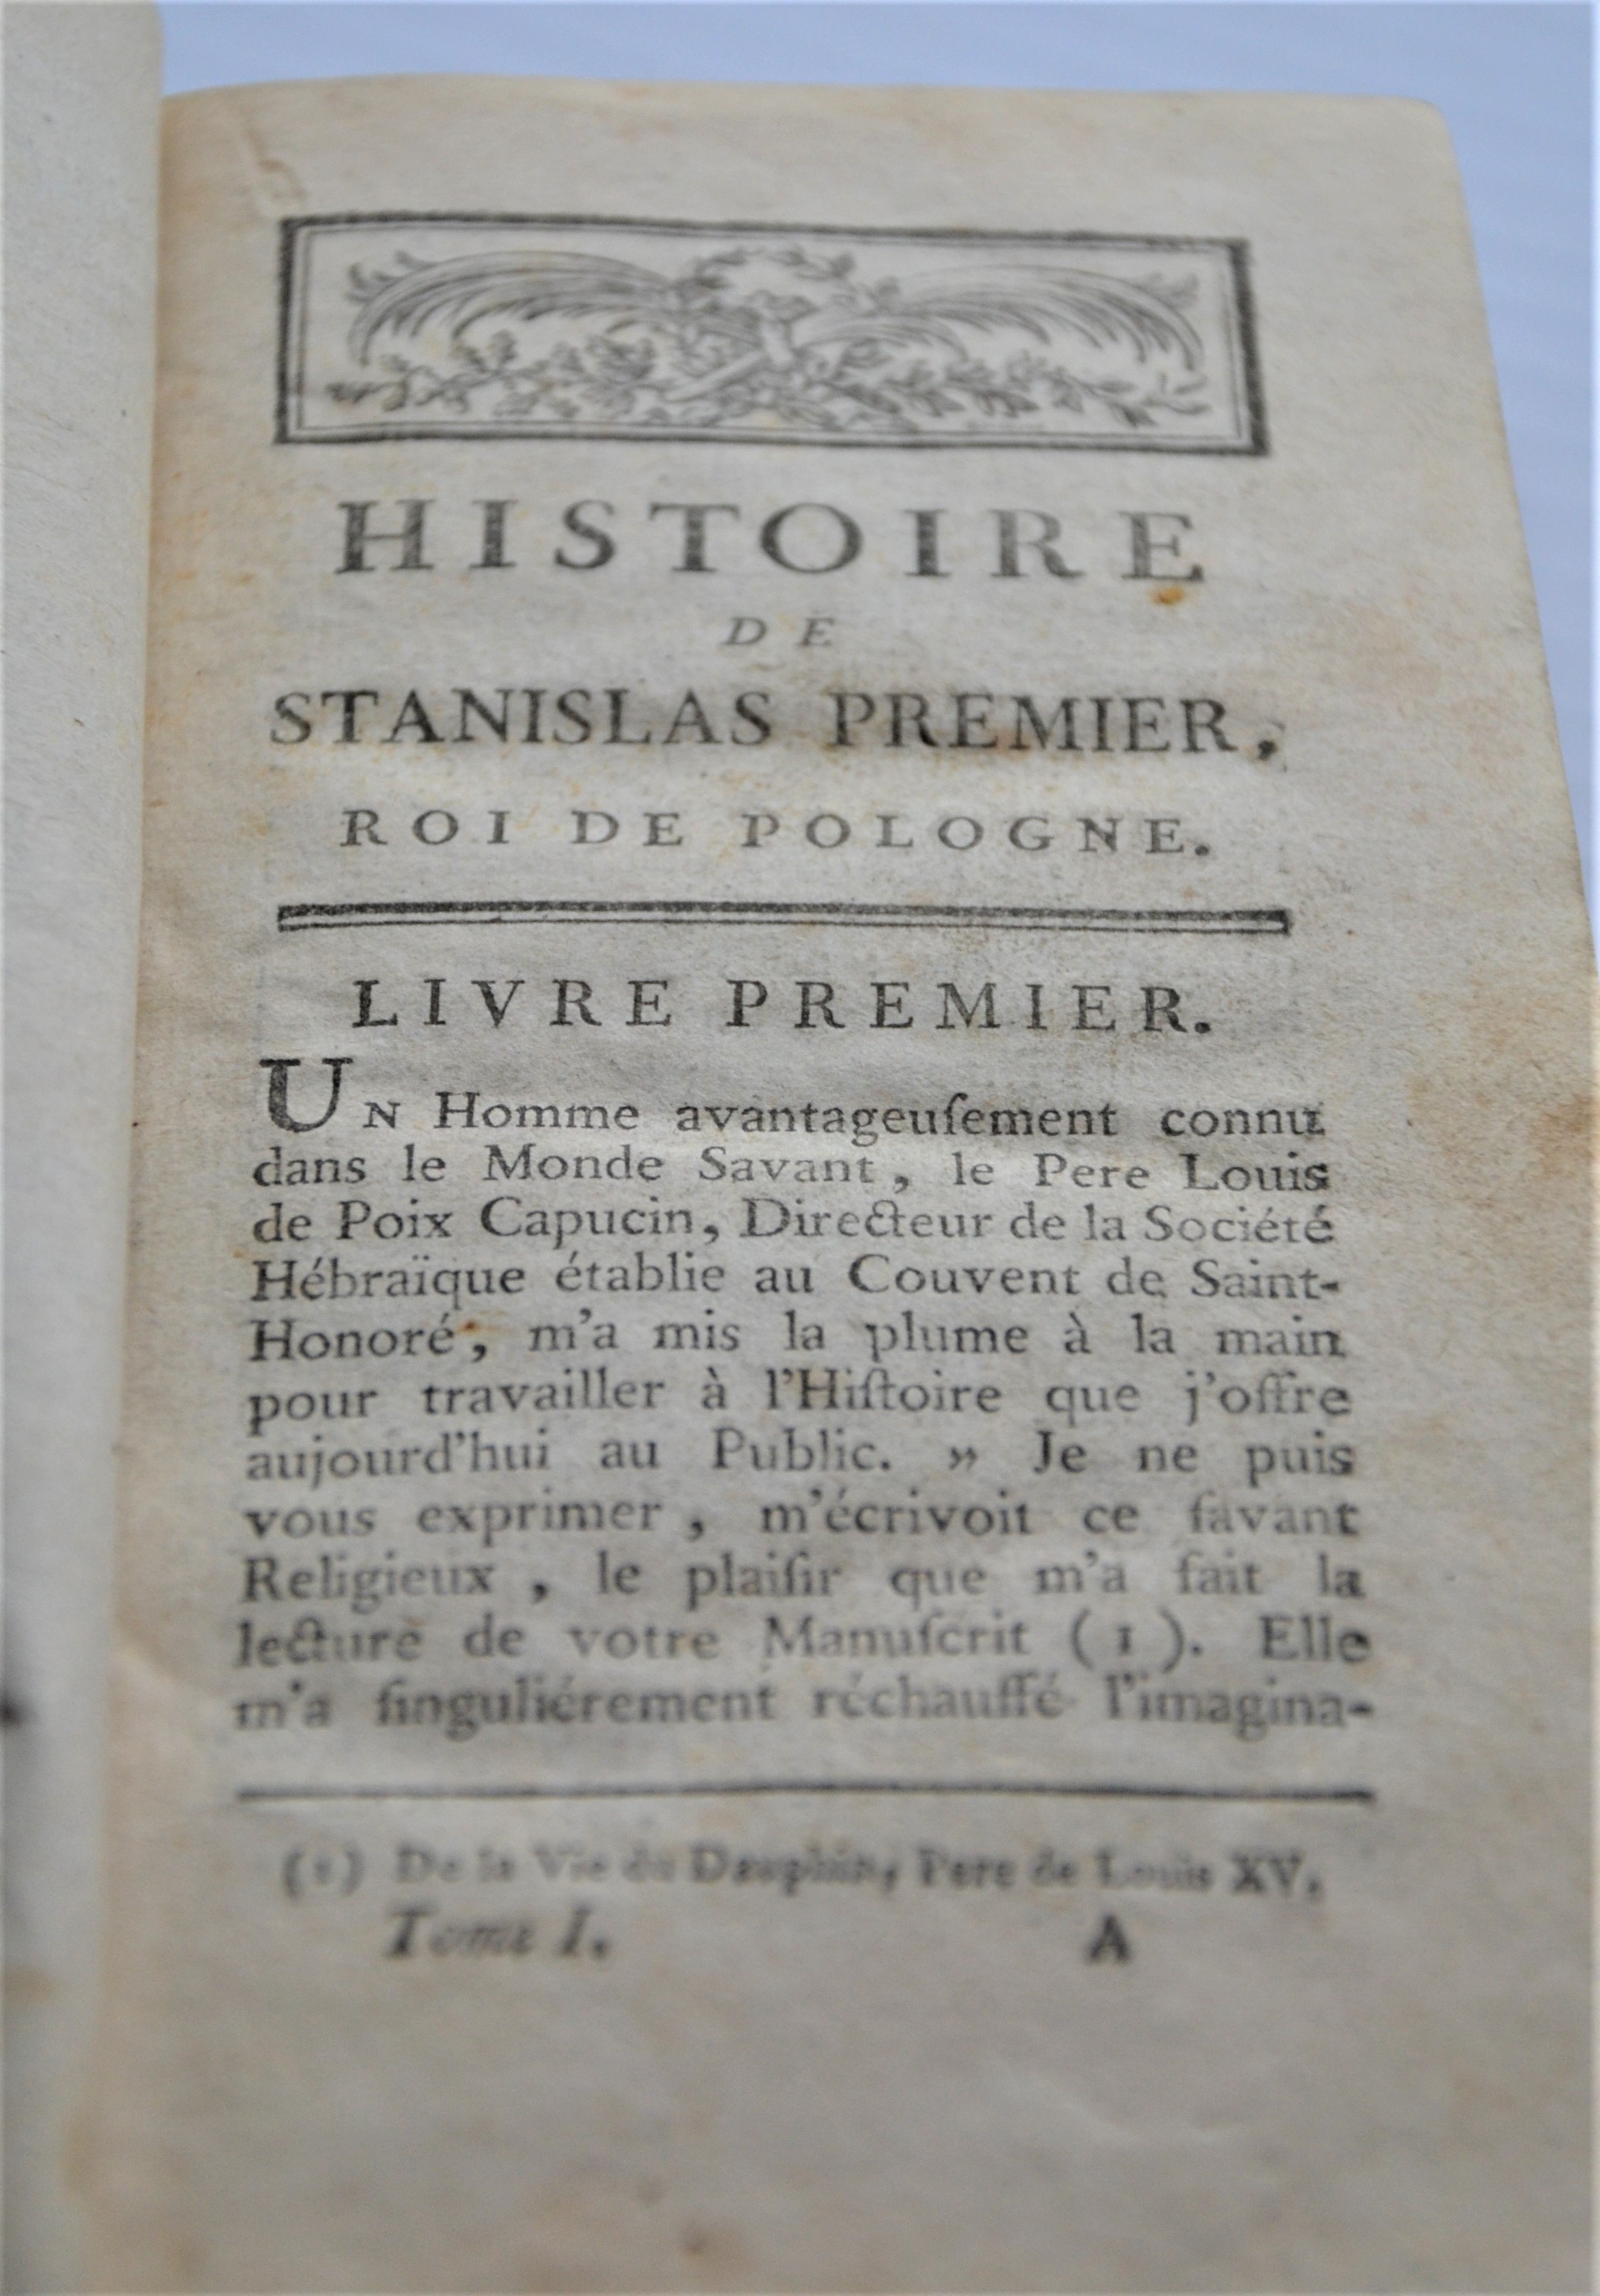 HISTOIRE
DE
STANISLAS PREMIER,
ROI DE POLOGNE.
LIVRE PREMIER.
UN Homme avantageuſement connu
dans le Monde Savant, le Pere Louis
de Poix Capucin, Directeur de la Société
Hébraïque établie au Couvent de Saint-
Honoré, m'a mis la plume à la main
pour travailler à l'Hiſtoire que j'offre
aujourd'hui au Public. » Je ne puis
vous exprimer, m'écrivoit ce ſavant
Religieux, le plaiſir que m'a fait la
lecture de votre Manuſcrit (1). Elle
m'a ſinguliérement réchauffé l'imagina-
(1) De la Vie du Dauphin, Pere de Louis XV.
Tome I. A